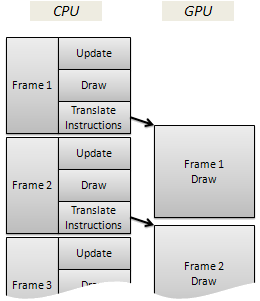 CPU
GPU
Frame 1
Update
Draw
Translate
Instructions
Frame 1
Draw
Frame 2
Update
Draw
Translate
Instructions
Frame 2
Draw
Frame 3
Update